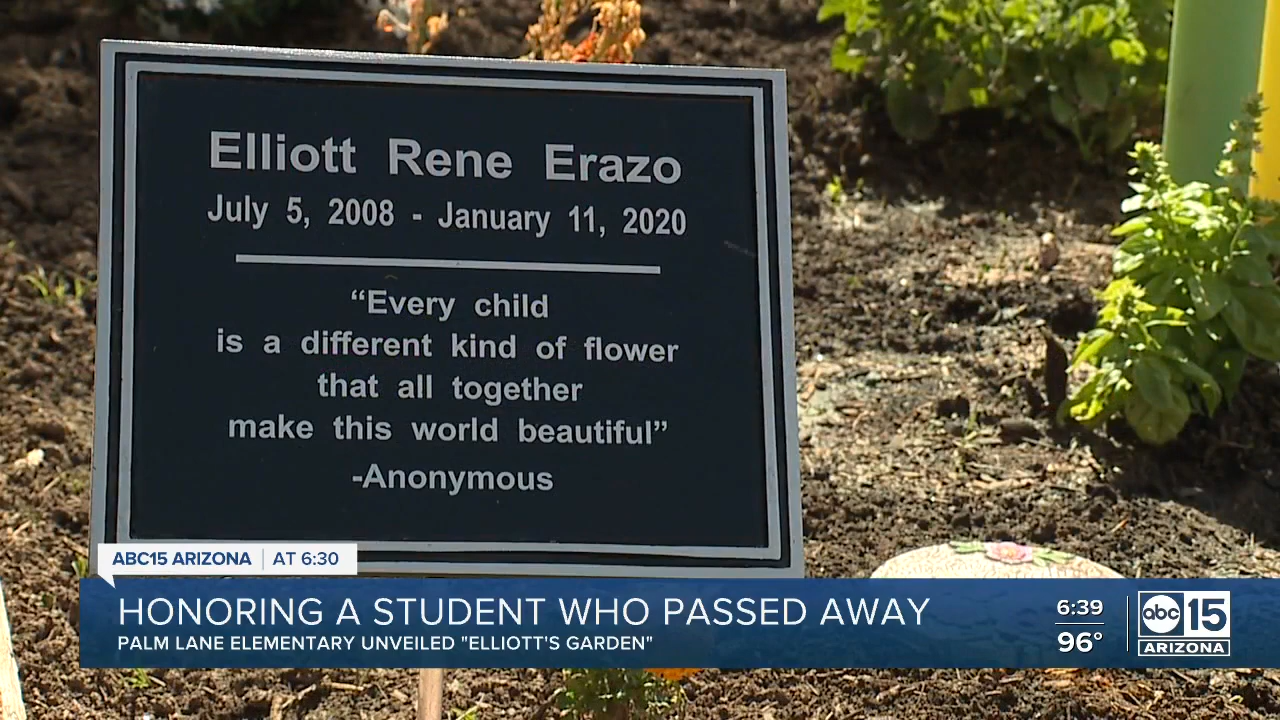 Elliott Rene Erazo
July 5, 2008 - January 11, 2020
“Every child
is a different kind of flower
that all together
make this world beautiful”
-Anonymous
ABC15 ARIZONA | AT 6:30
HONORING A STUDENT WHO PASSED AWAY
PALM LANE ELEMENTARY UNVEILED "ELLIOTT'S GARDEN"
6:39
96°
abc 15
ARIZONA